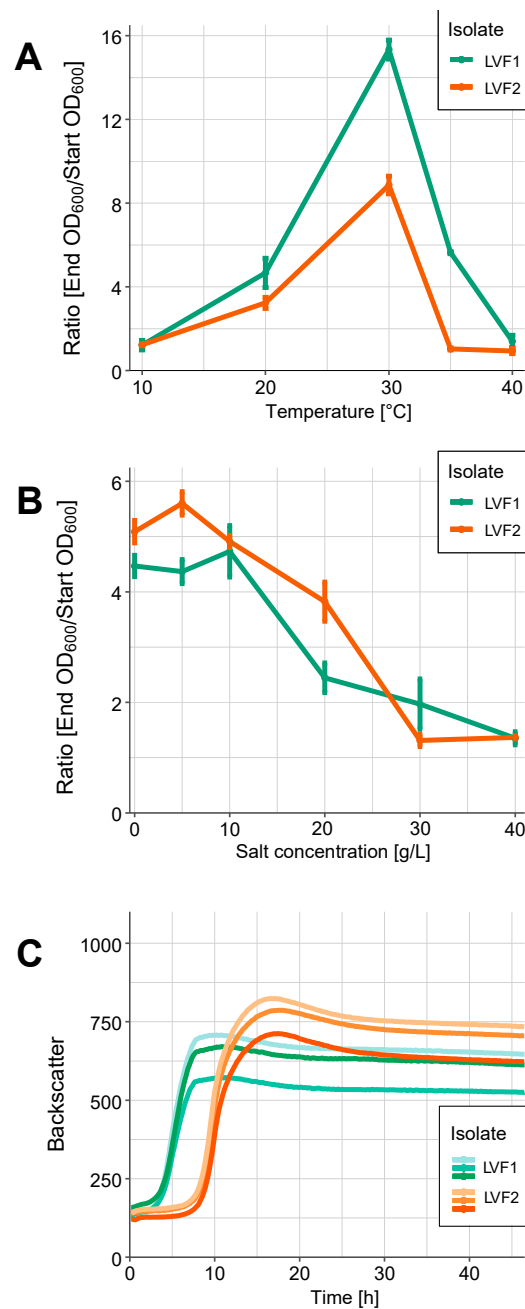 A
Ratio [End OD600/Start OD600]
16
12
8
4
0
10
20
30
40
Temperature [°C]
Isolate
LVF1
LVF2
B
Ratio [End OD600/Start OD600]
6
4
2
0
0
10
20
30
40
Salt concentration [g/L]
Isolate
LVF1
LVF2
C
Backscatter
1000
750
500
250
0
0
10
20
30
40
Time [h]
Isolate
LVF1
LVF2